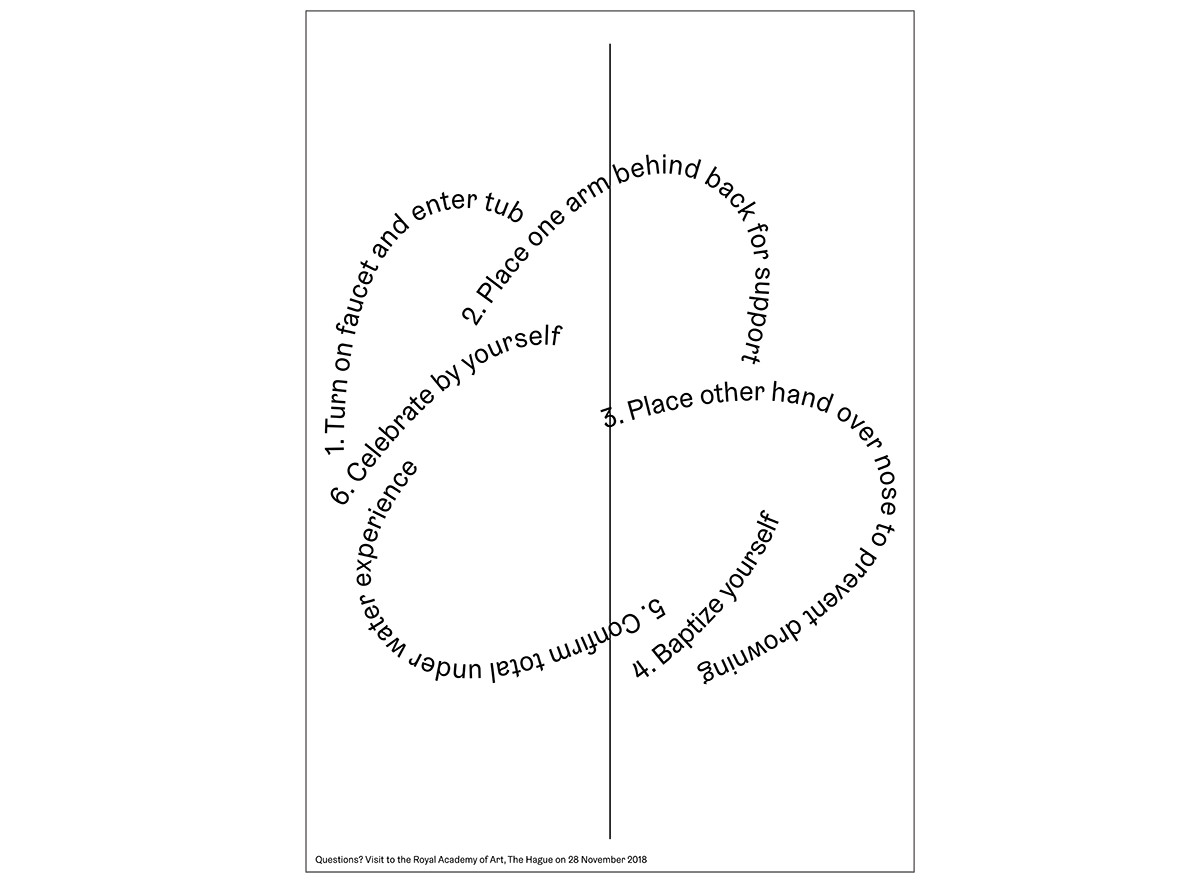 1. Turn on faucet and enter tub
2. Place one arm behind back for support
3. Place other hand over nose to prevent drowning
4. Baptize yourself
5. Confirm total under water experience
6. Celebrate by yourself
Questions? Visit to the Royal Academy of Art, The Hague on 28 November 2018